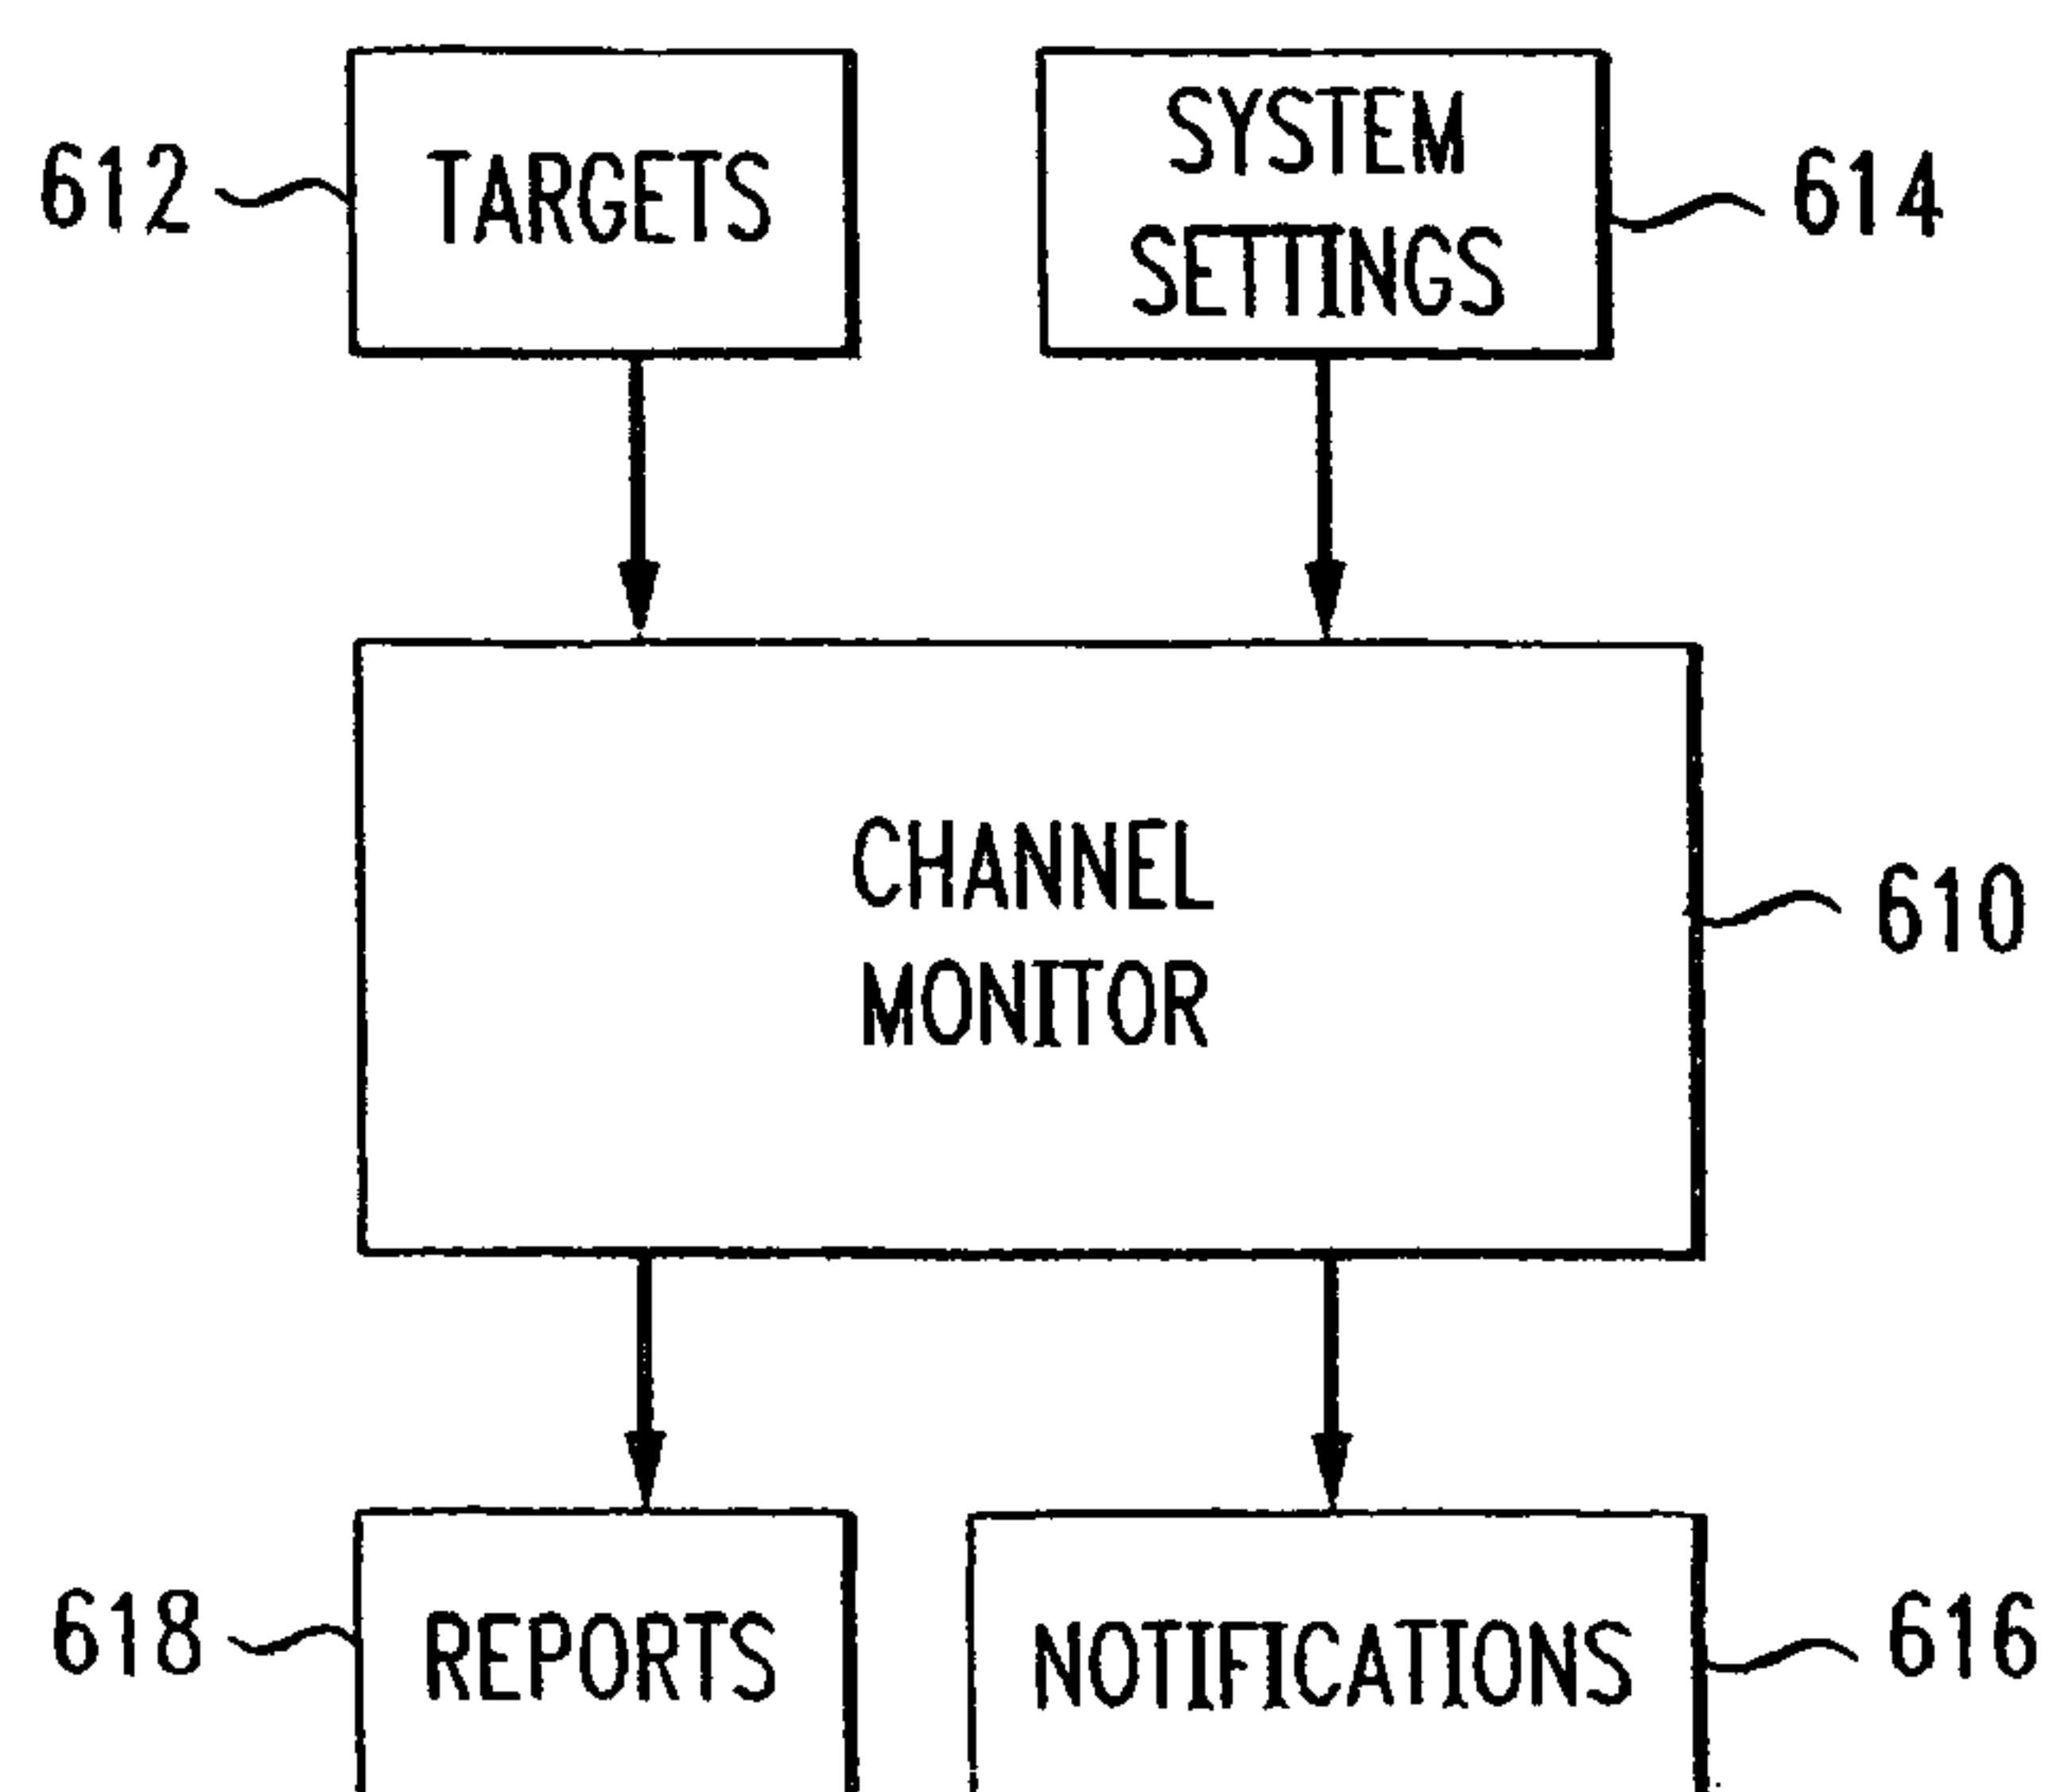 612
TARGETS
SYSTEM
SETTINGS
614
CHANNEL
MONITOR
610
618
REPORTS
NOTIFICATIONS
616